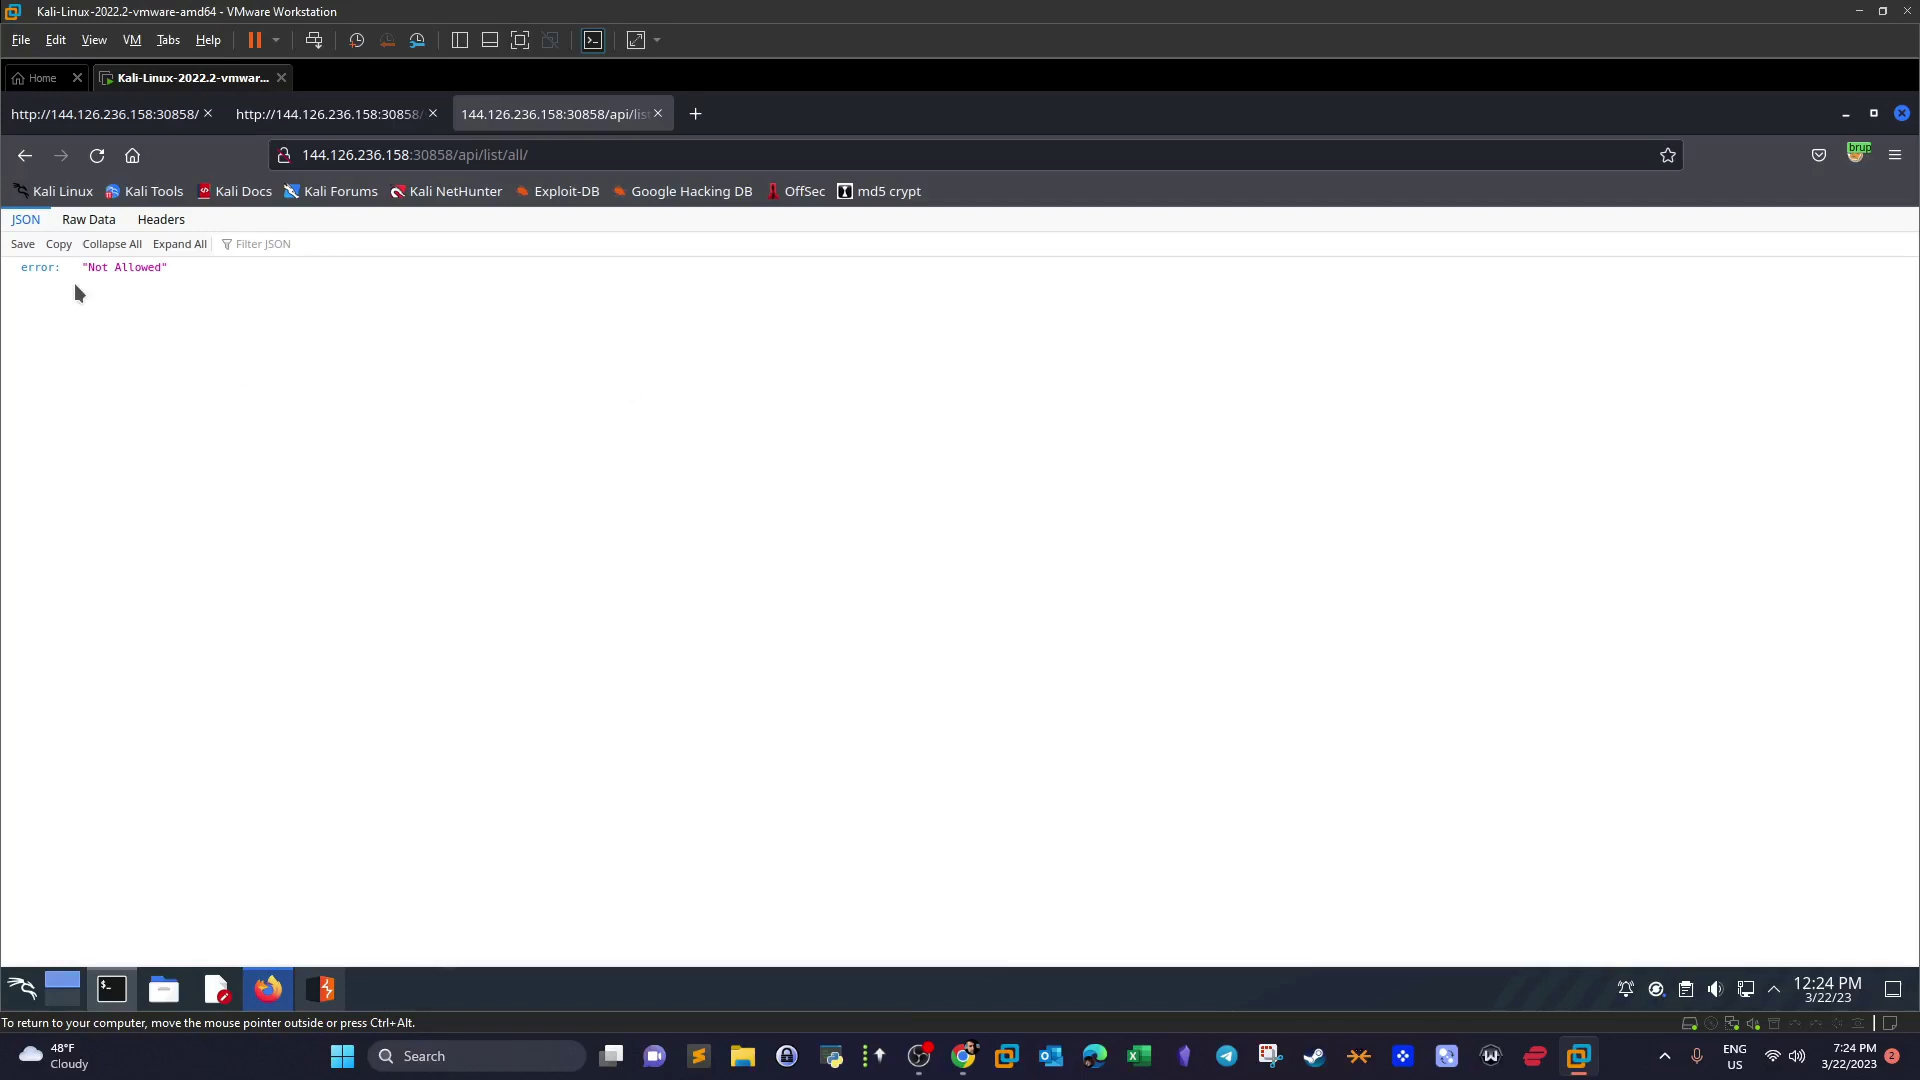 Kali-Linux-2022.2-vmware-amd64 - VMware Workstation
File Edit View VM Tabs Help
Home Kali-Linux-2022.2-vmwar...
http://144.126.236.158:30858/ http://144.126.236.158:30858/ 144.126.236.158:30858/api/list
144.126.236.158:30858/api/list/all/
brup
Kali Linux Kali Tools Kali Docs Kali Forums Kali NetHunter Exploit-DB Google Hacking DB OffSec md5 crypt
JSON Raw Data Headers
Save Copy Collapse All Expand All Filter JSON
error: "Not Allowed"
12:24 PM
3/22/23
To return to your computer, move the mouse pointer outside or press Ctrl+Alt.
48°F
Cloudy
Search
ENG
US
7:24 PM
3/22/2023
2